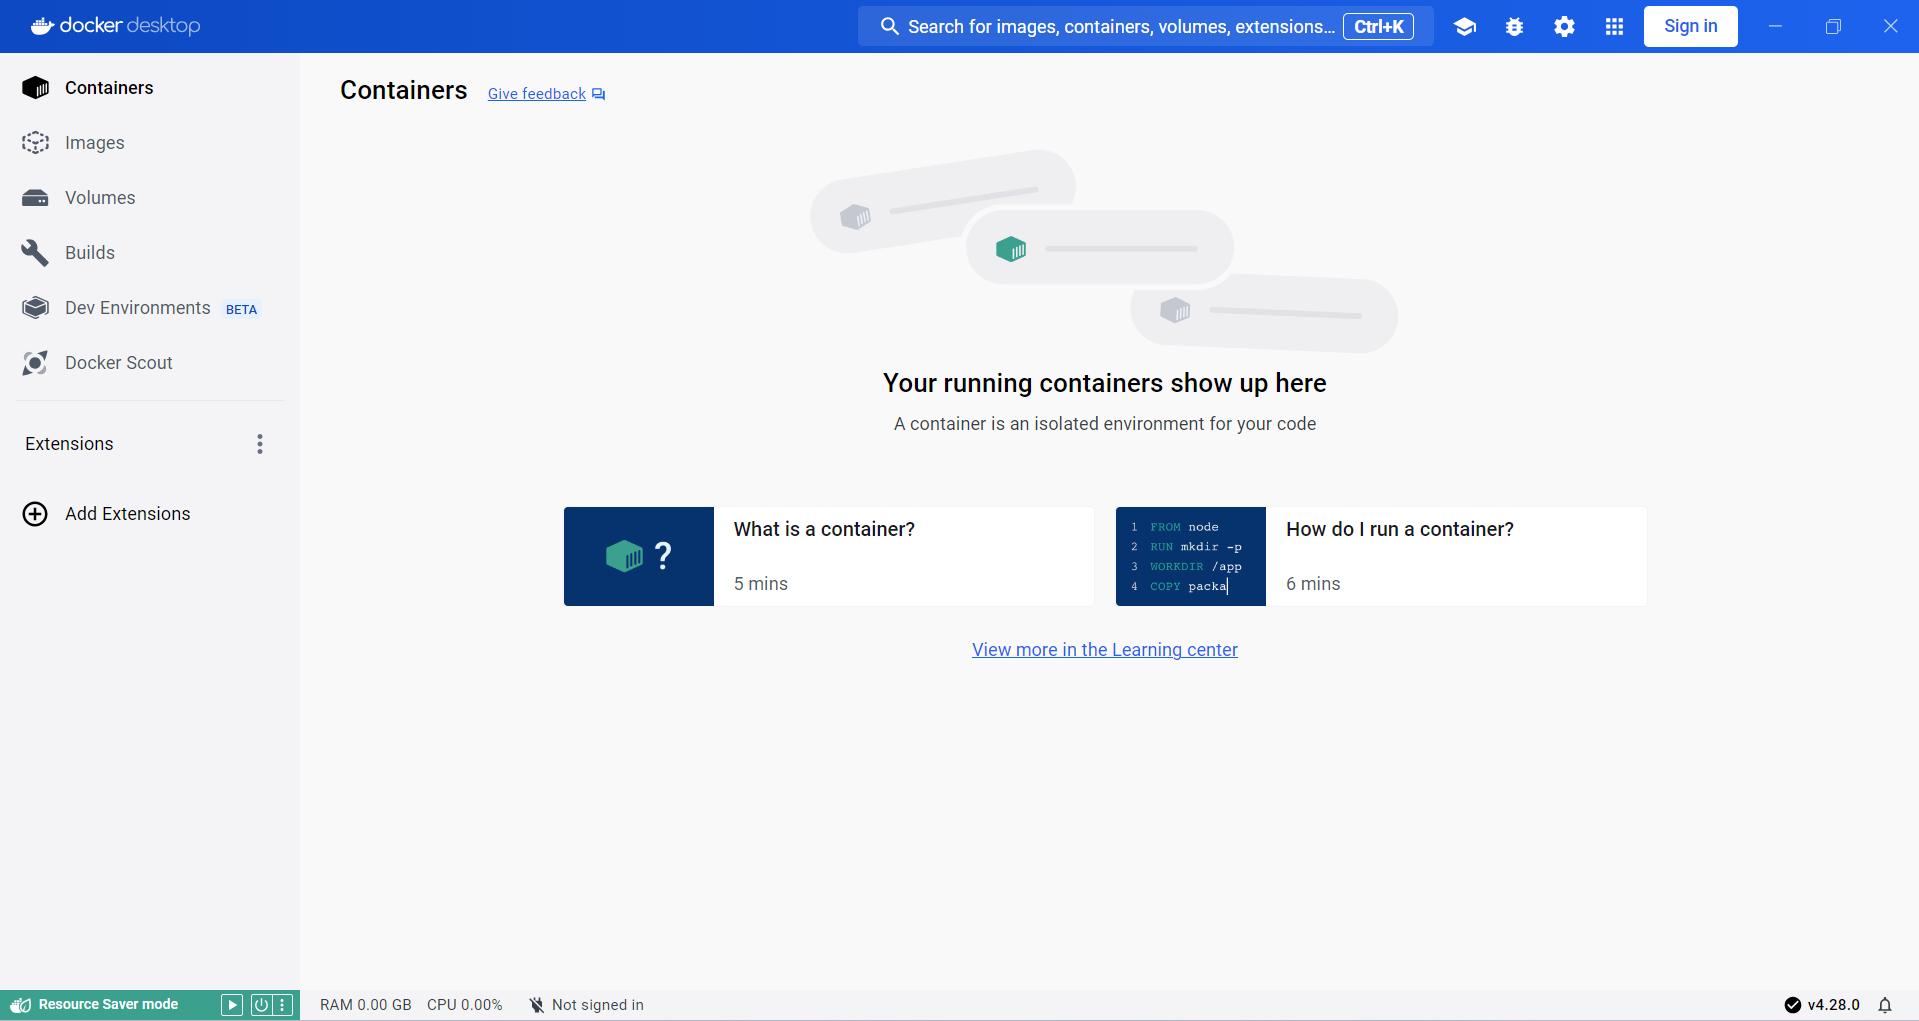 docker desktop
Search for images, containers, volumes, extensions... Ctrl+K
Sign in
Containers
Images
Volumes
Builds
Dev Environments BETA
Docker Scout
Extensions
Add Extensions
Containers Give feedback
Your running containers show up here
A container is an isolated environment for your code
?
What is a container?
5 mins
1 FROM node
2 RUN mkdir -p
3 WORKDIR /app
4 COPY packa
How do I run a container?
6 mins
View more in the Learning center
Resource Saver mode
RAM 0.00 GB CPU 0.00% Not signed in
v4.28.0